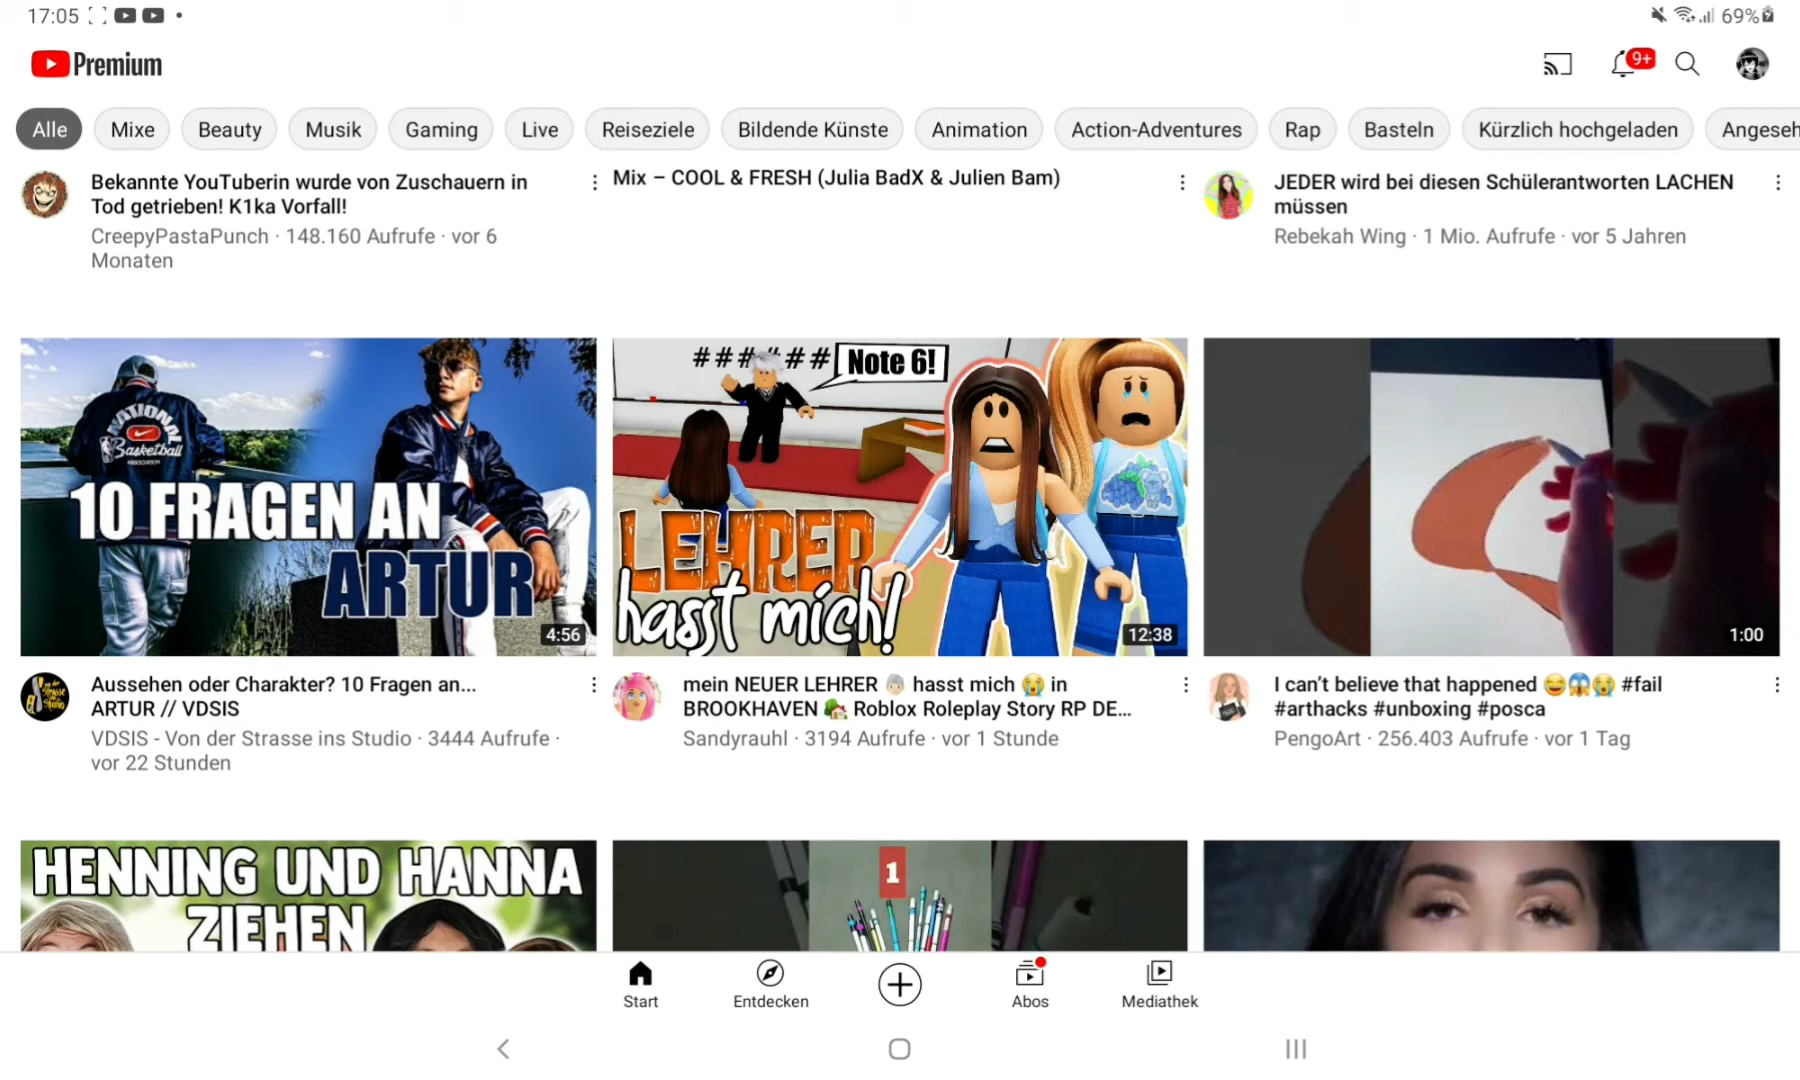 17:05
69%
Premium
9+
Alle
Mixe
Beauty
Musik
Gaming
Live
Reiseziele
Bildende Künste
Animation
Action-Adventures
Rap
Basteln
Kürzlich hochgeladen
Angeseh
Bekannte YouTuberin wurde von Zuschauern in
Tod getrieben! K1ka Vorfall!
CreepyPastaPunch · 148.160 Aufrufe · vor 6
Monaten
Mix – COOL & FRESH (Julia BadX & Julien Bam)
JEDER wird bei diesen Schülerantworten LACHEN
müssen
Rebekah Wing · 1 Mio. Aufrufe · vor 5 Jahren
NATIONAL
Basketball
ASSOCIATION
10 FRAGEN AN
ARTUR
4:56
######
Note 6!
LEHRER
hasst mich!
12:38
1:00
Aussehen oder Charakter? 10 Fragen an...
ARTUR // VDSIS
VDSIS - Von der Strasse ins Studio · 3444 Aufrufe ·
vor 22 Stunden
mein NEUER LEHRER 👴🏼 hasst mich 😭 in
BROOKHAVEN 🏡 Roblox Roleplay Story RP DE...
Sandyrauhl · 3194 Aufrufe · vor 1 Stunde
I can’t believe that happened 😂😱😭 #fail
#arthacks #unboxing #posca
PengoArt · 256.403 Aufrufe · vor 1 Tag
HENNING UND HANNA
ZIEHEN
1
Start
Entdecken
Abos
Mediathek